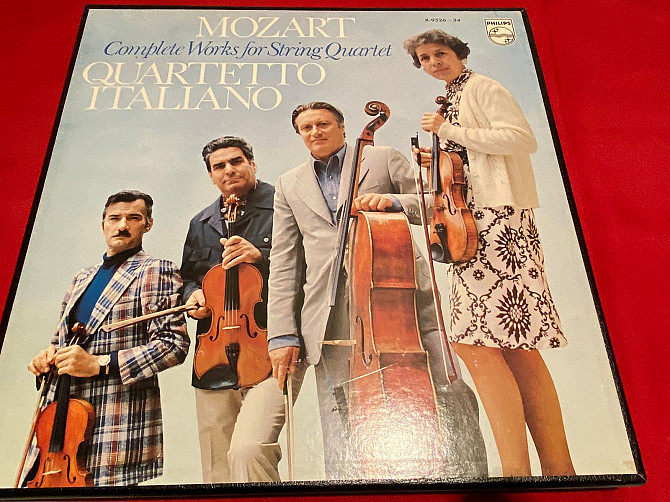 MOZART
Complete Works for String Quartet
QUARTETTO
ITALIANO
X-9526-34
PHILIPS